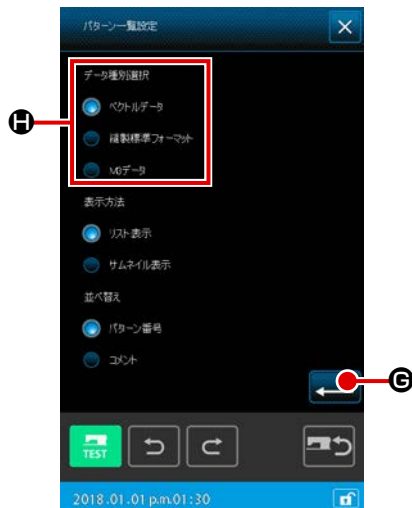 パターン一覧設定
データ種別選択
ベクトルデータ
H
縫製標準フォーマット
M3データ
表示方法
リスト表示
サムネイル表示
並べ替え
パターン番号
コメント
G
TEST
2018.01.01 p.m.01:30